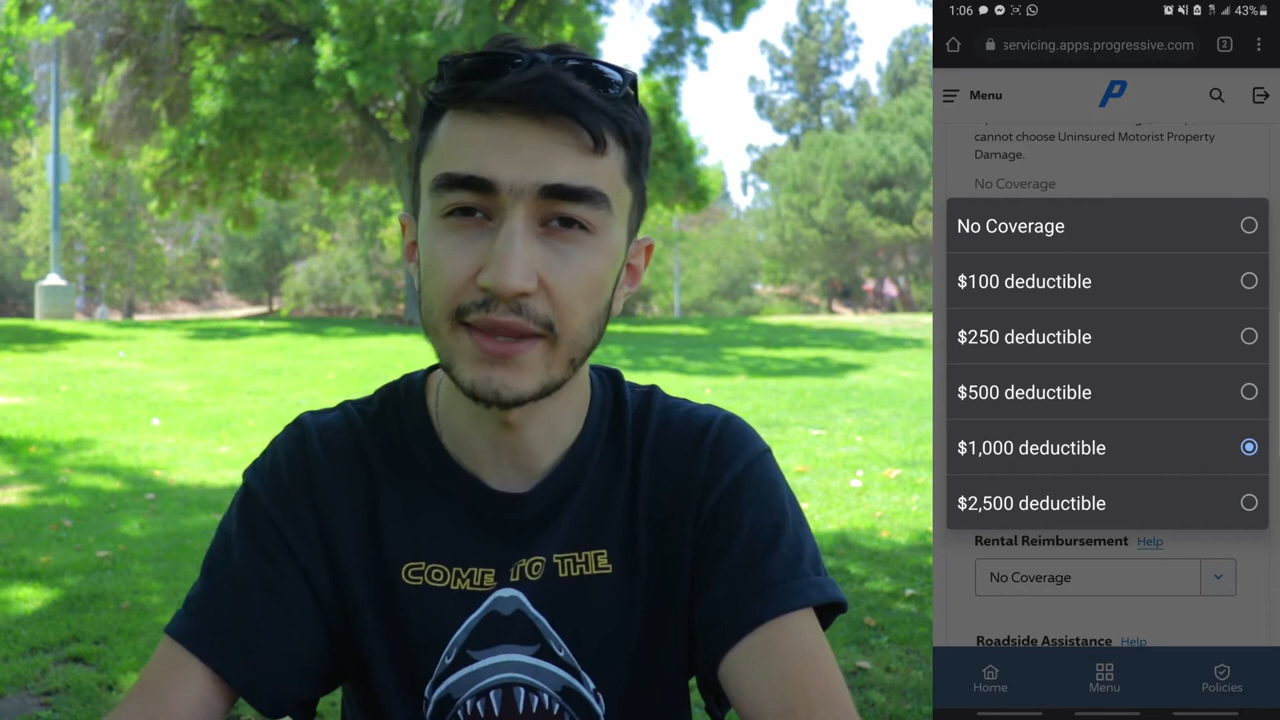 COME TO THE
1:06
43%
servicing.apps.progressive.com
2
Menu
P
cannot choose Uninsured Motorist Property
Damage.
No Coverage
No Coverage
$100 deductible
$250 deductible
$500 deductible
$1,000 deductible
$2,500 deductible
Rental Reimbursement Help
No Coverage
Roadside Assistance Help
Home
Menu
Policies